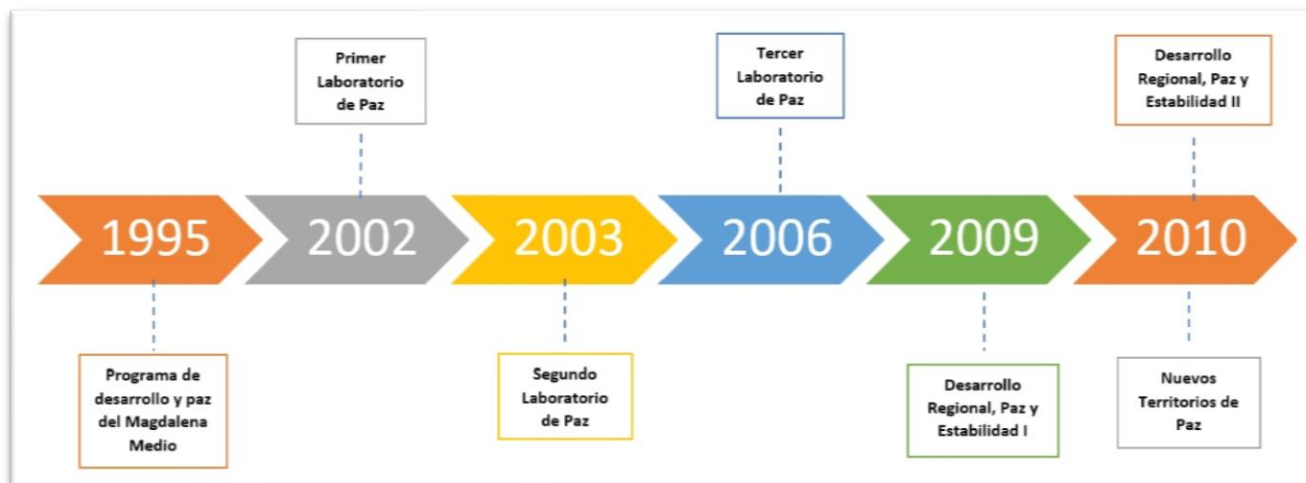 Primer
Laboratorio
de Paz
Tercer
Laboratorio
de Paz
Desarrollo
Regional, Paz y
Estabilidad II
1995
2002
2003
2006
2009
2010
Programa de
desarrollo y paz
del Magdalena
Medio
Segundo
Laboratorio
de Paz
Desarrollo
Regional, Paz y
Estabilidad I
Nuevos
Territorios de
Paz